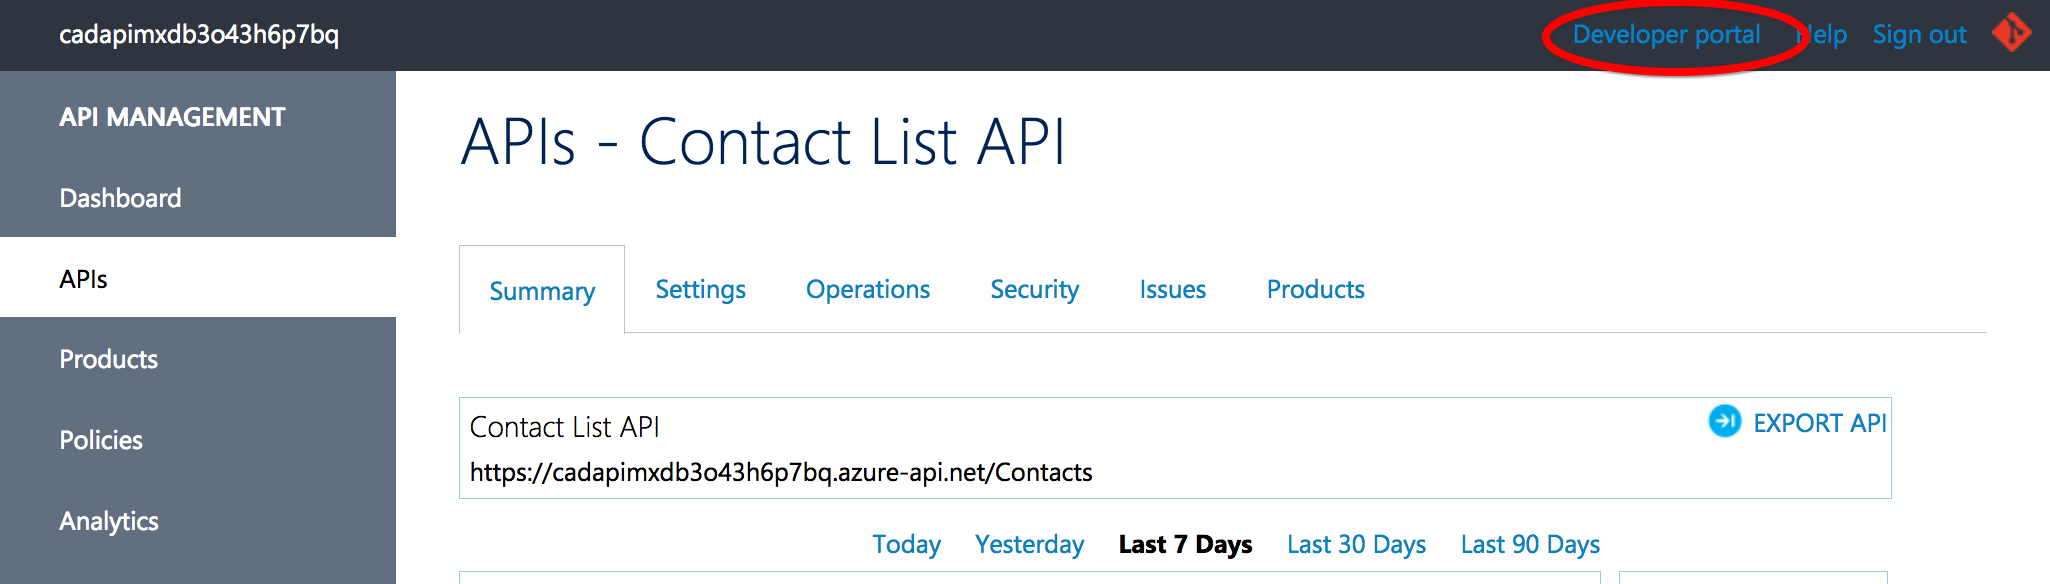 cadapimxdb3o43h6p7bq
Developer portal Help Sign out
API MANAGEMENT
Dashboard
APIs
Products
Policies
Analytics
APIs - Contact List API
Summary Settings Operations Security Issues Products
Contact List API
EXPORT API
https://cadapimxdb3o43h6p7bq.azure-api.net/Contacts
Today Yesterday Last 7 Days Last 30 Days Last 90 Days